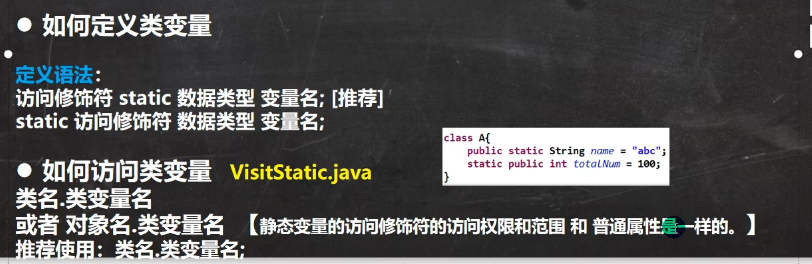 ● 如何定义类变量
定义语法：
访问修饰符 static 数据类型 变量名; [推荐]
static 访问修饰符 数据类型 变量名;
class A{
public static String name = "abc";
static public int totalNum = 100;
}
● 如何访问类变量 VisitStatic.java
类名.类变量名
或者 对象名.类变量名 【静态变量的访问修饰符的访问权限和范围 和 普通属性是一样的。】
推荐使用：类名.类变量名;